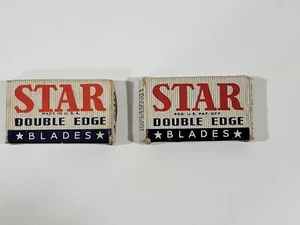 STAR
MADE IN U.S.A.
DOUBLE EDGE
★ BLADES ★
STAR
REG. U.S. PAT. OFF.
DOUBLE EDGE
★ BLADES ★